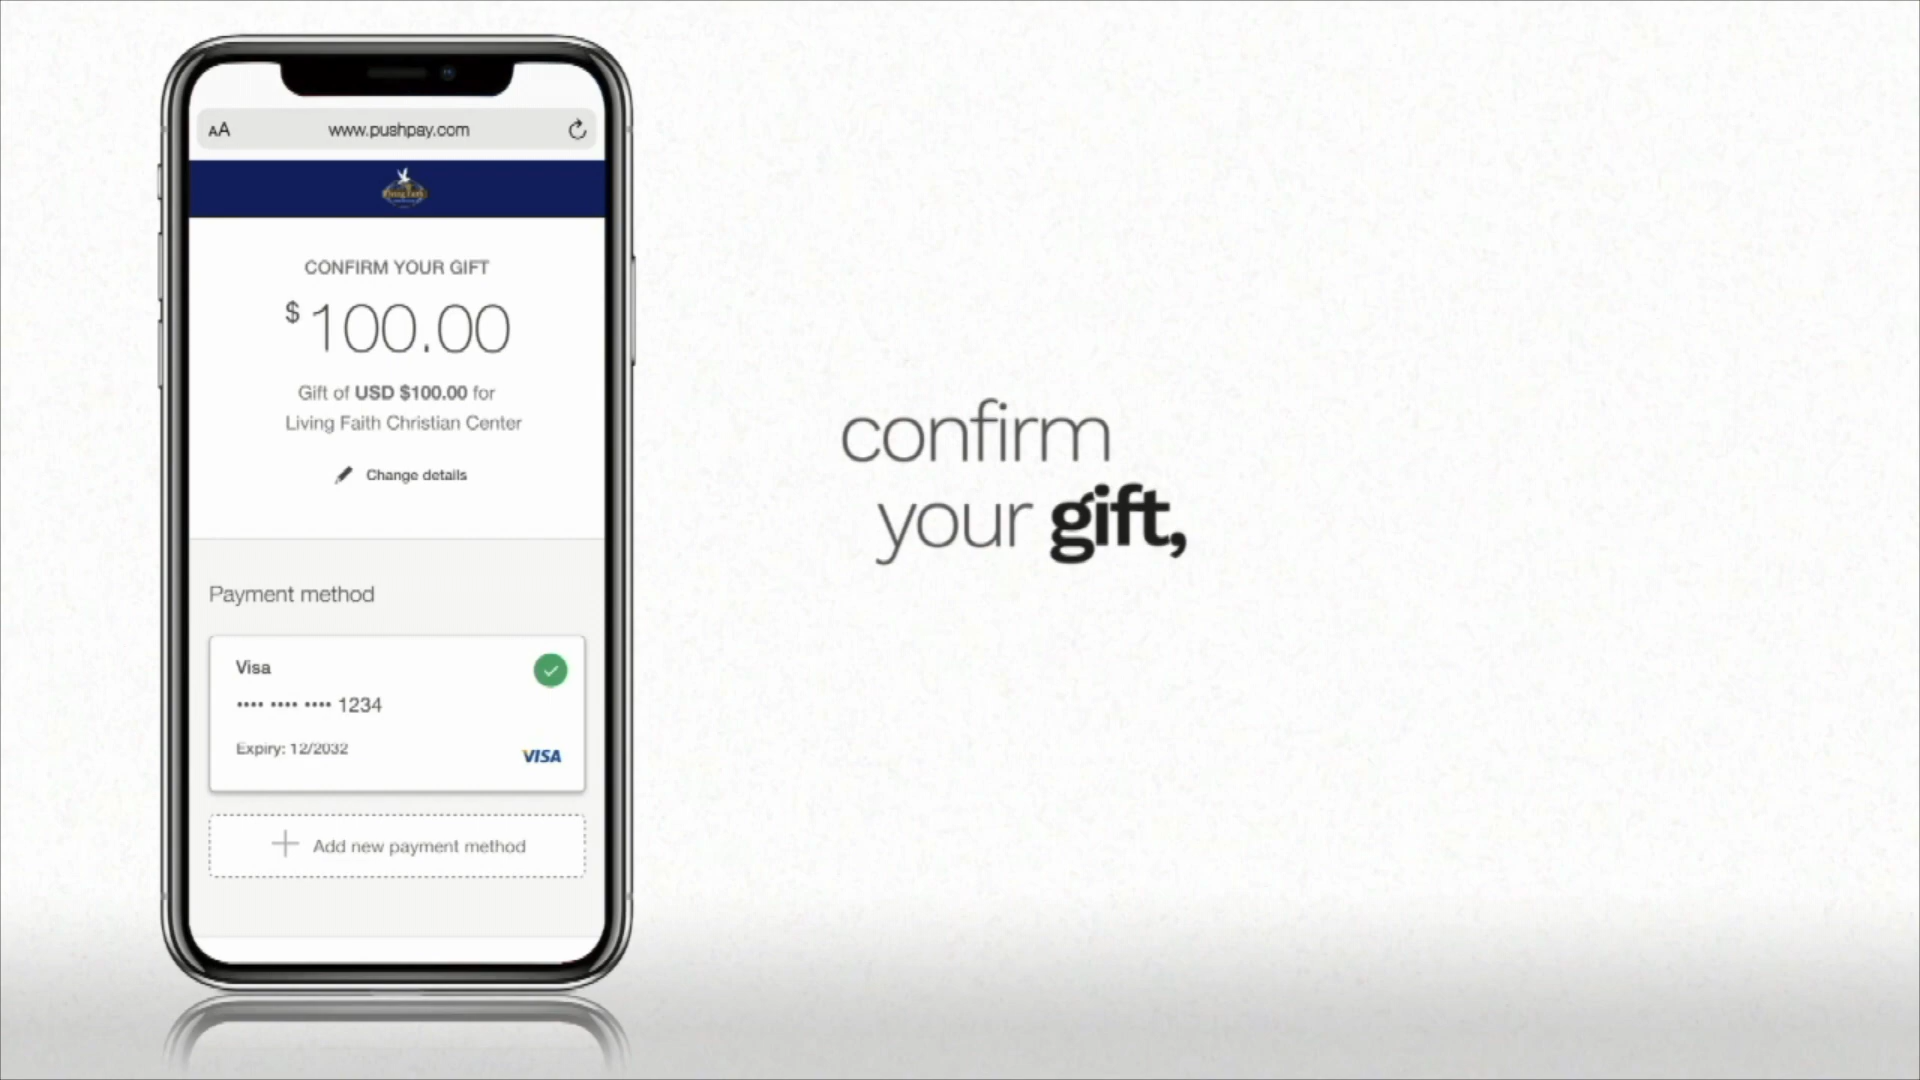 AA www.pushpay.com
CONFIRM YOUR GIFT
$100.00
Gift of USD $100.00 for
Living Faith Christian Center
Change details
Payment method
Visa
•••• •••• •••• 1234
Expiry: 12/2032
VISA
Add new payment method
confirm
your gift,